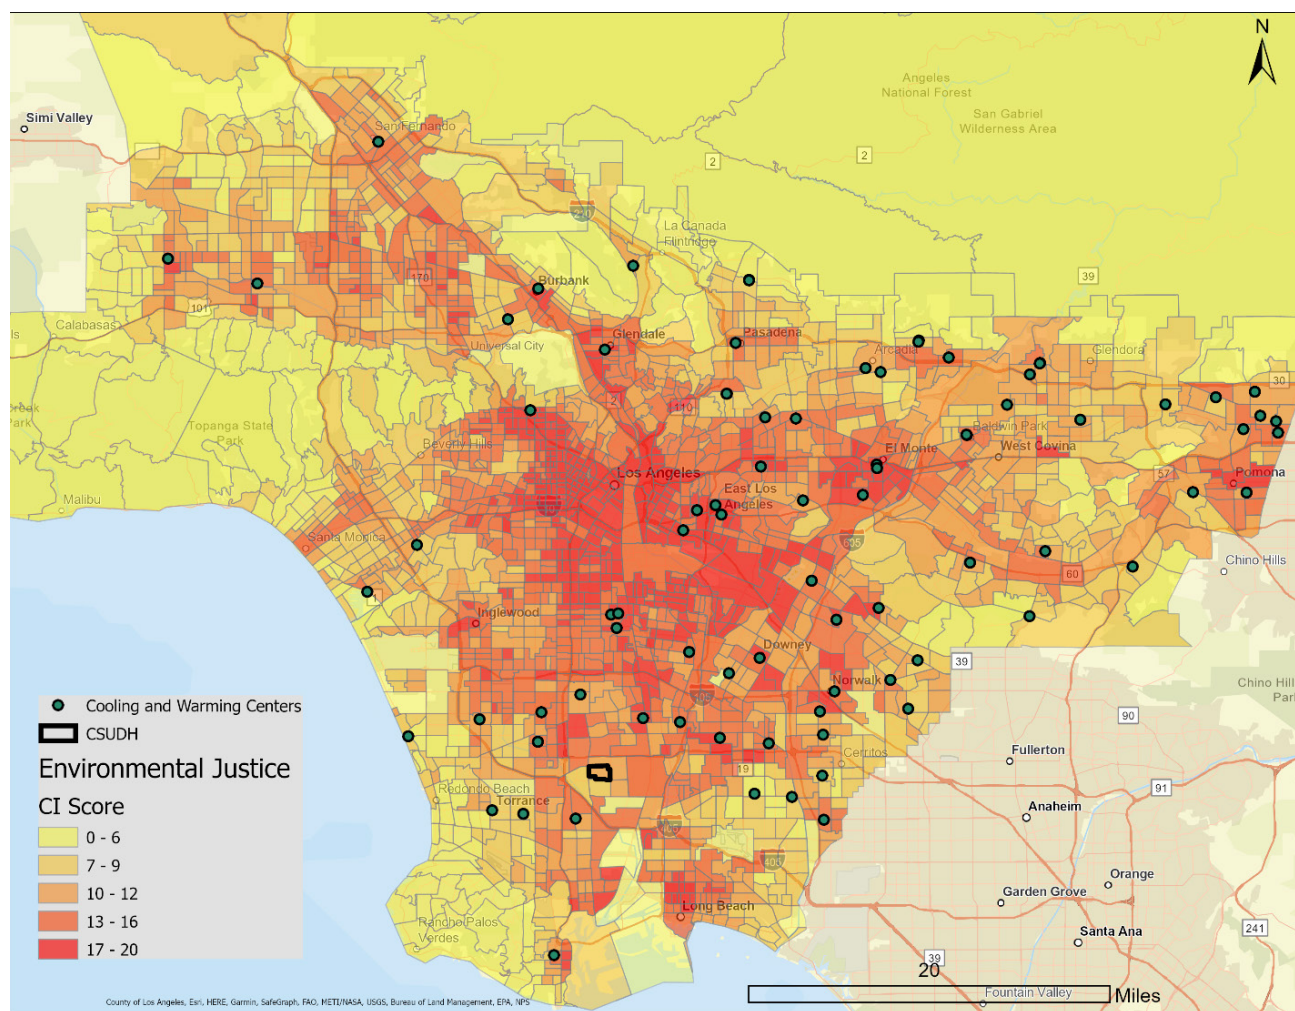 N
Angeles
National Forest
San Gabriel
Wilderness Area
Simi Valley
San Fernando
2
2
210
La Canada
Flintridge
39
170
Burbank
101
Calabasas
Universal City
Glendale
Pasadena
Arcadia
Glendora
30
2
110
Topanga State
Park
Beverly Hills
Baldwin Park
El Monte
West Covina
Los Angeles
57
Pomona
East Los
Angeles
Malibu
10
Santa Monica
605
Chino Hills
60
1
Inglewood
Downey
39
Norwalk
105
Chino Hill
Par
90
Cooling and Warming Centers
CSUDH
Environmental Justice
CI Score
0 - 6
7 - 9
10 - 12
13 - 16
17 - 20
Fullerton
Cerritos
19
91
Redondo Beach
Torrance
Anaheim
405
405
Orange
Garden Grove
Long Beach
Rancho Palos
Verdes
Santa Ana
241
39
20
Miles
Fountain Valley
County of Los Angeles, Esri, HERE, Garmin, SafeGraph, FAO, METI/NASA, USGS, Bureau of Land Management, EPA, NPS